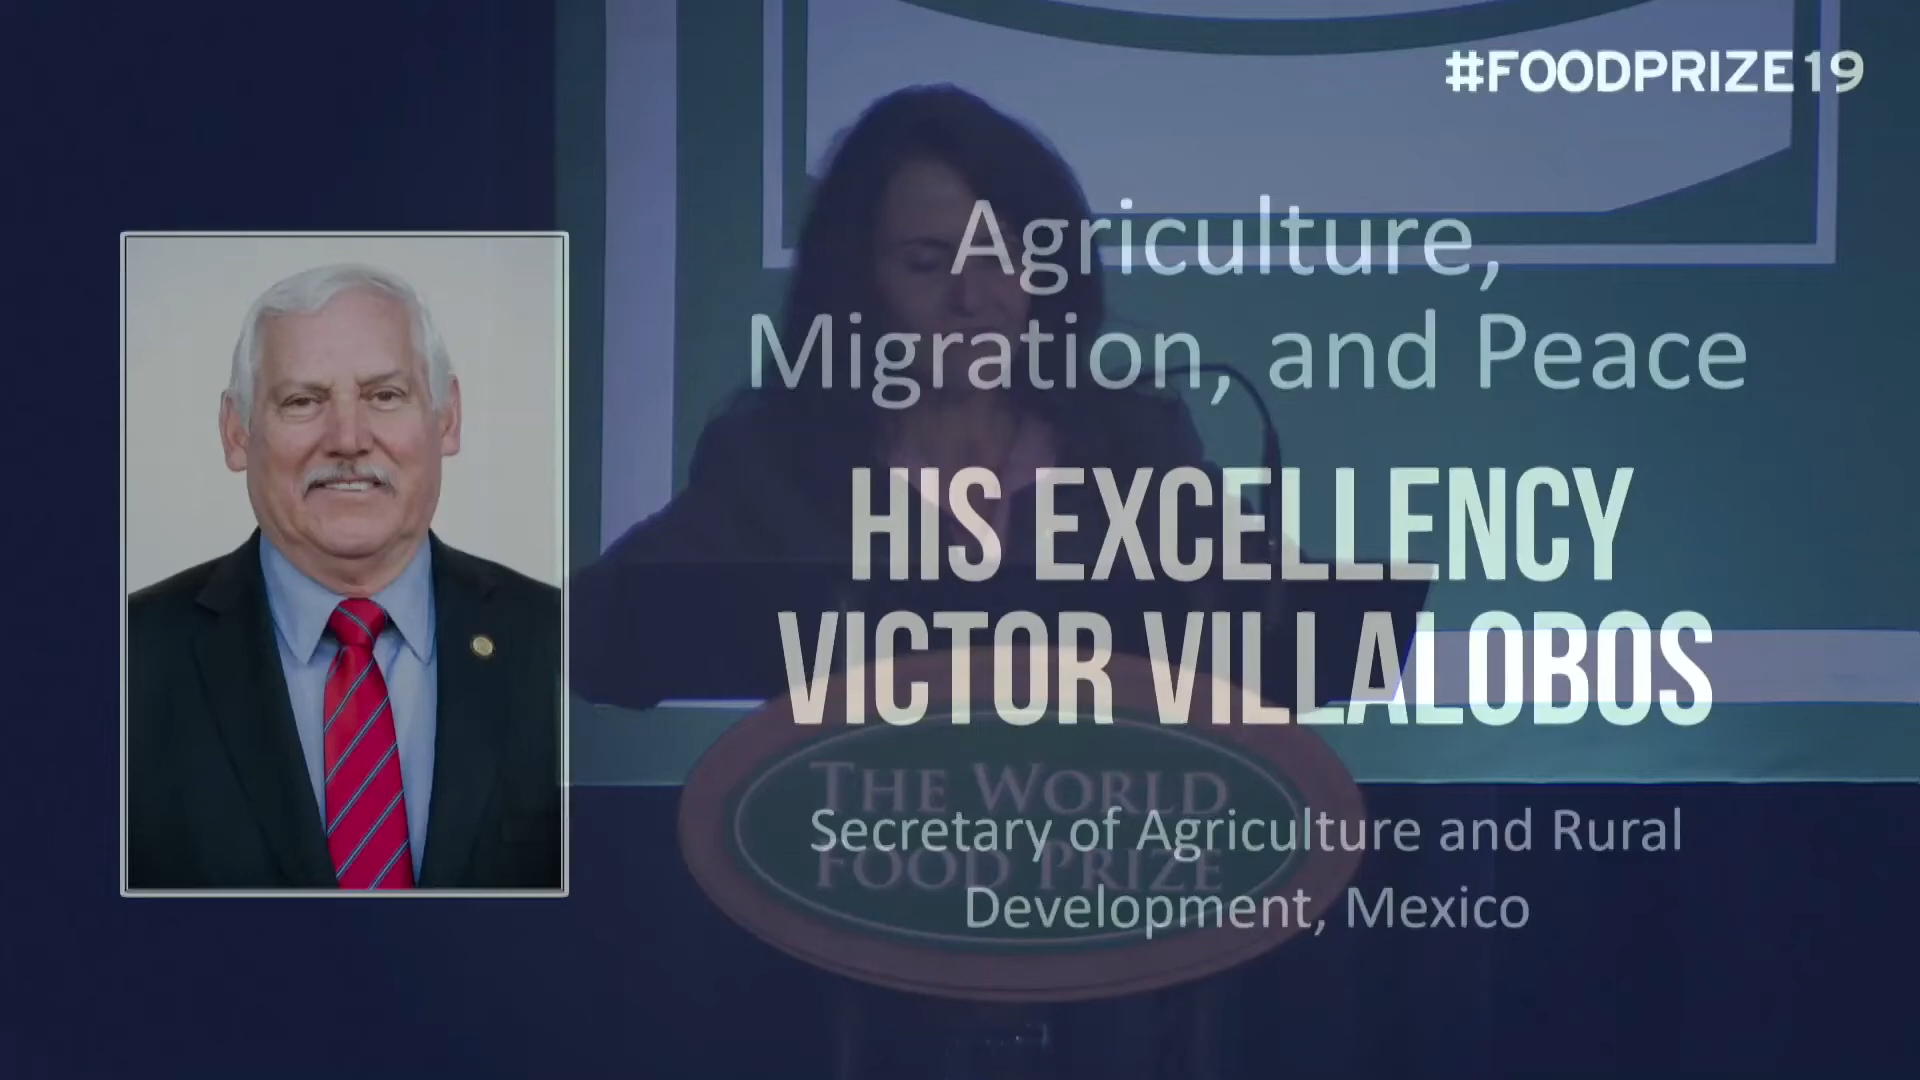 #FOODPRIZE19
Agriculture,
Migration, and Peace
HIS EXCELLENCY
VICTOR VILLALOBOS
THE WORLD
FOOD PRIZE
Secretary of Agriculture and Rural
Development, Mexico